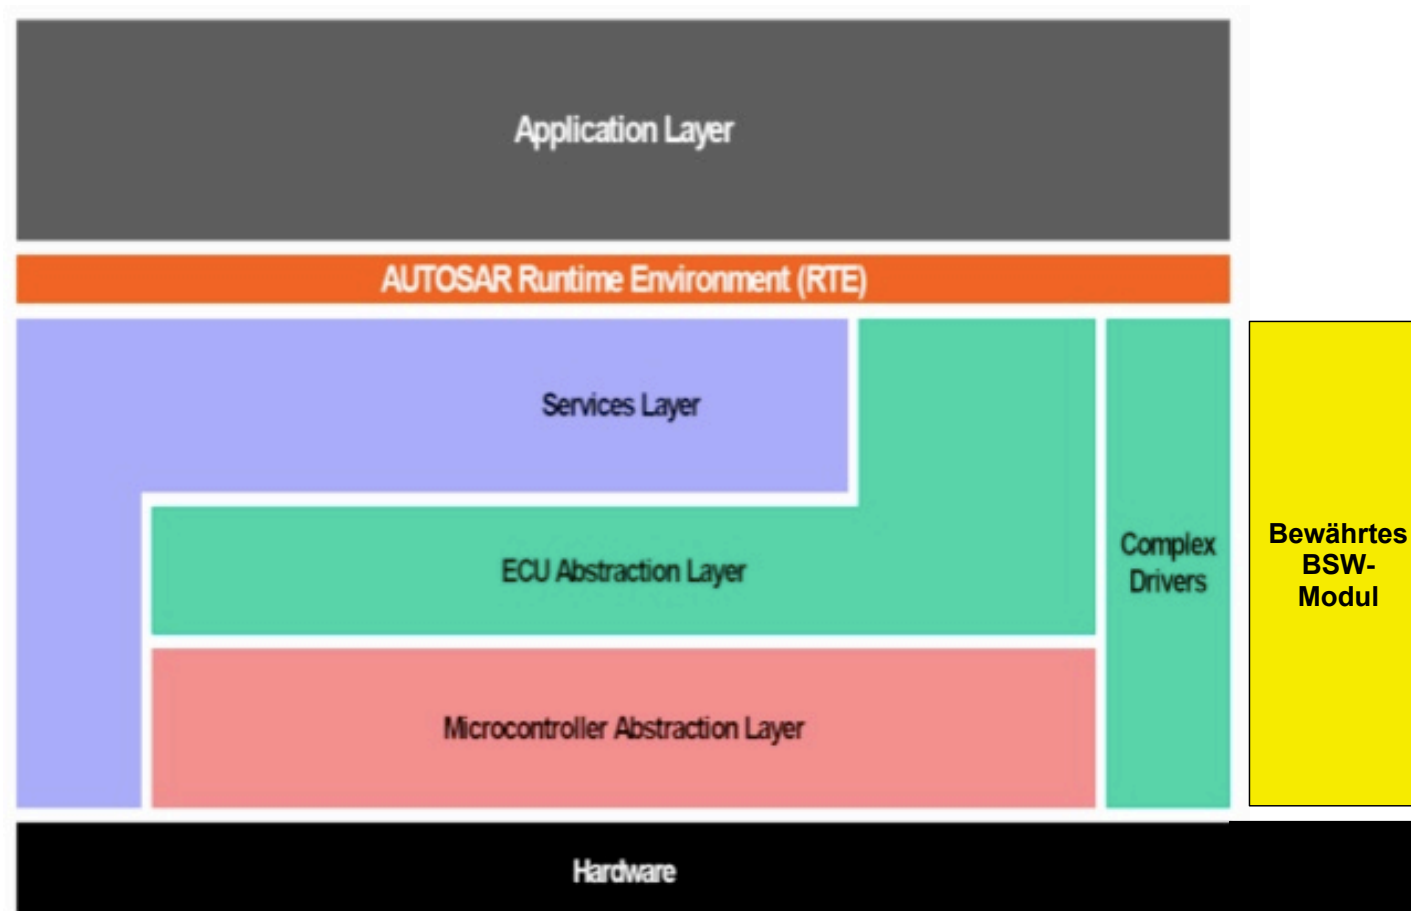 Application Layer
AUTOSAR Runtime Environment (RTE)
Services Layer
ECU Abstraction Layer
Complex
Drivers
Bewährtes
BSW-
Modul
Microcontroller Abstraction Layer
Hardware